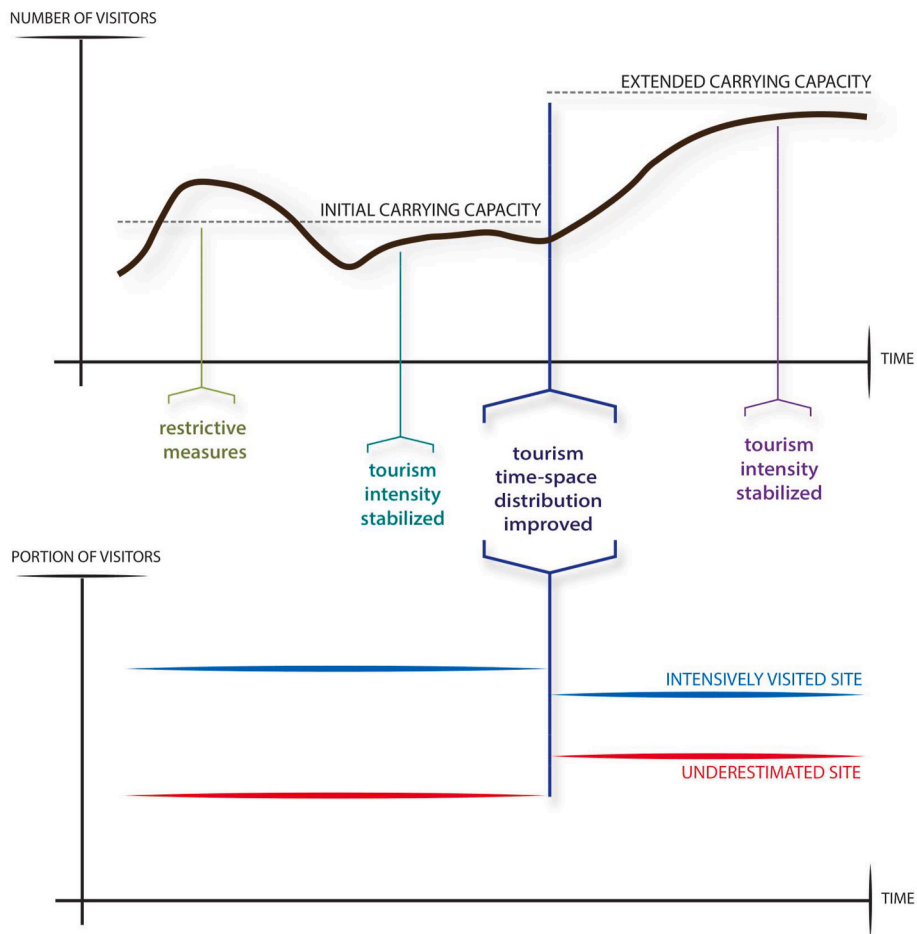 NUMBER OF VISITORS
EXTENDED CARRYING CAPACITY
INITIAL CARRYING CAPACITY
TIME
restrictive
measures
tourism
intensity
stabilized
tourism
time-space
distribution
improved
tourism
intensity
stabilized
PORTION OF VISITORS
INTENSIVELY VISITED SITE
UNDERESTIMATED SITE
TIME